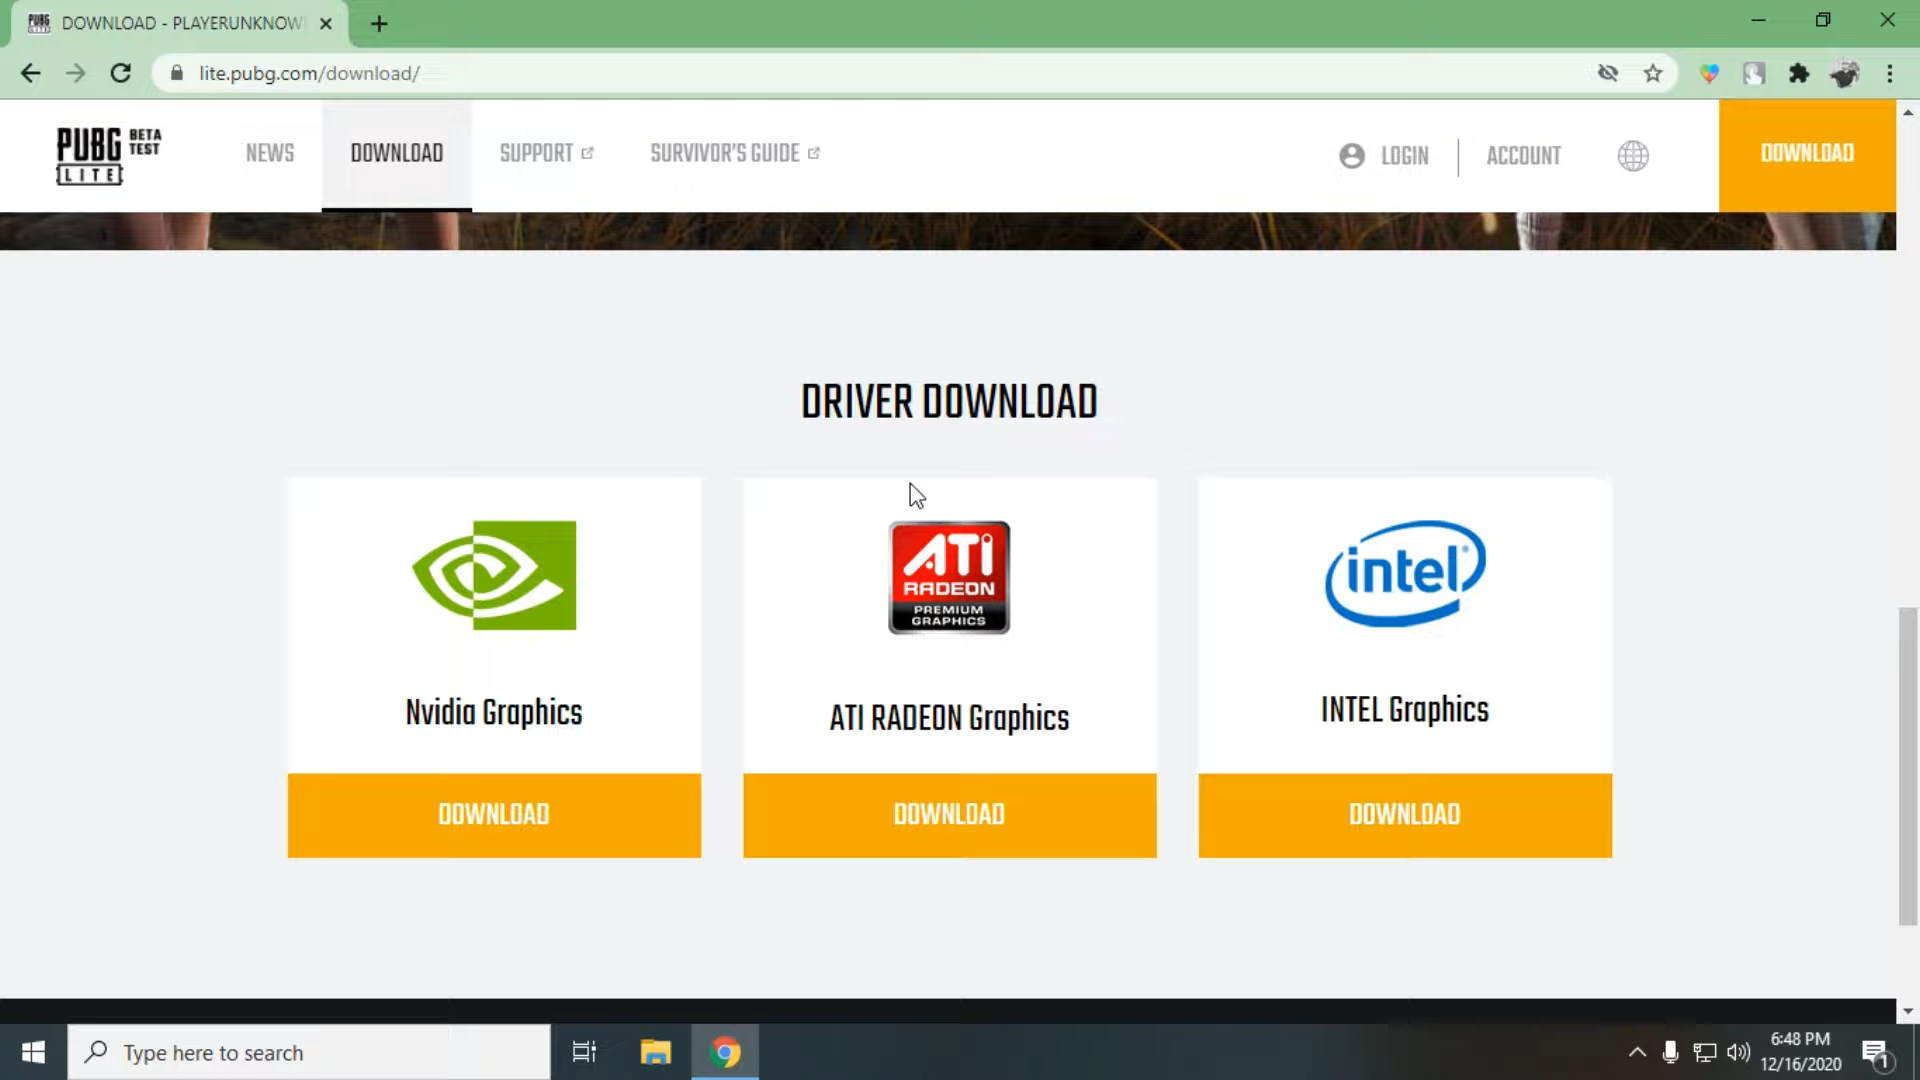 DOWNLOAD - PLAYERUNKNOW
lite.pubg.com/download/
PUBG LITE BETA TEST
NEWS
DOWNLOAD
SUPPORT
SURVIVOR'S GUIDE
LOGIN
ACCOUNT
DOWNLOAD
DRIVER DOWNLOAD
ATI
RADEON
PREMIUM
GRAPHICS
intel
Nvidia Graphics
ATI RADEON Graphics
INTEL Graphics
DOWNLOAD
DOWNLOAD
DOWNLOAD
Type here to search
6:48 PM
12/16/2020
1